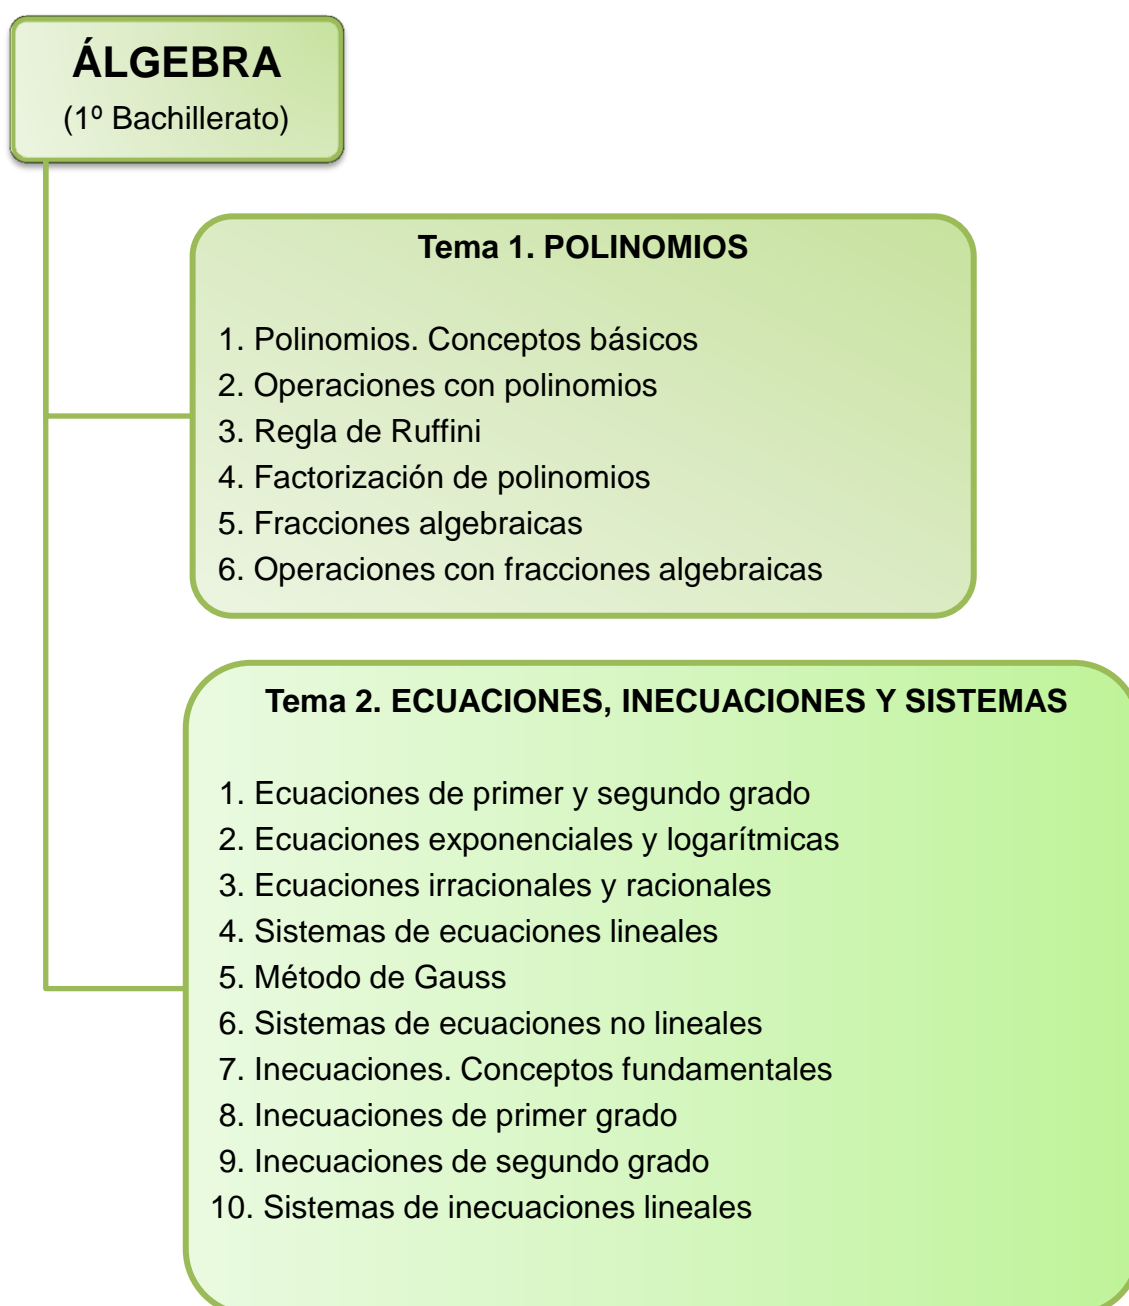 ÁLGEBRA
(1º Bachillerato)
Tema 1. POLINOMIOS
1. Polinomios. Conceptos básicos
2. Operaciones con polinomios
3. Regla de Ruffini
4. Factorización de polinomios
5. Fracciones algebraicas
6. Operaciones con fracciones algebraicas
Tema 2. ECUACIONES, INECUACIONES Y SISTEMAS
1. Ecuaciones de primer y segundo grado
2. Ecuaciones exponenciales y logarítmicas
3. Ecuaciones irracionales y racionales
4. Sistemas de ecuaciones lineales
5. Método de Gauss
6. Sistemas de ecuaciones no lineales
7. Inecuaciones. Conceptos fundamentales
8. Inecuaciones de primer grado
9. Inecuaciones de segundo grado
10. Sistemas de inecuaciones lineales